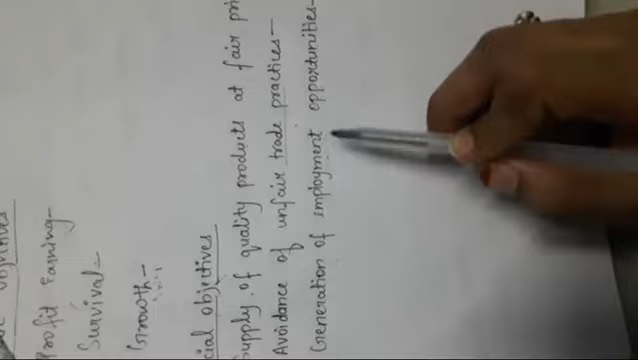 objectives
Profit Earning-
Survival-
Growth-
objectives
Supply of quality products at fair
Avoidance of unfair trade practices-
Generation of employment opportunities-